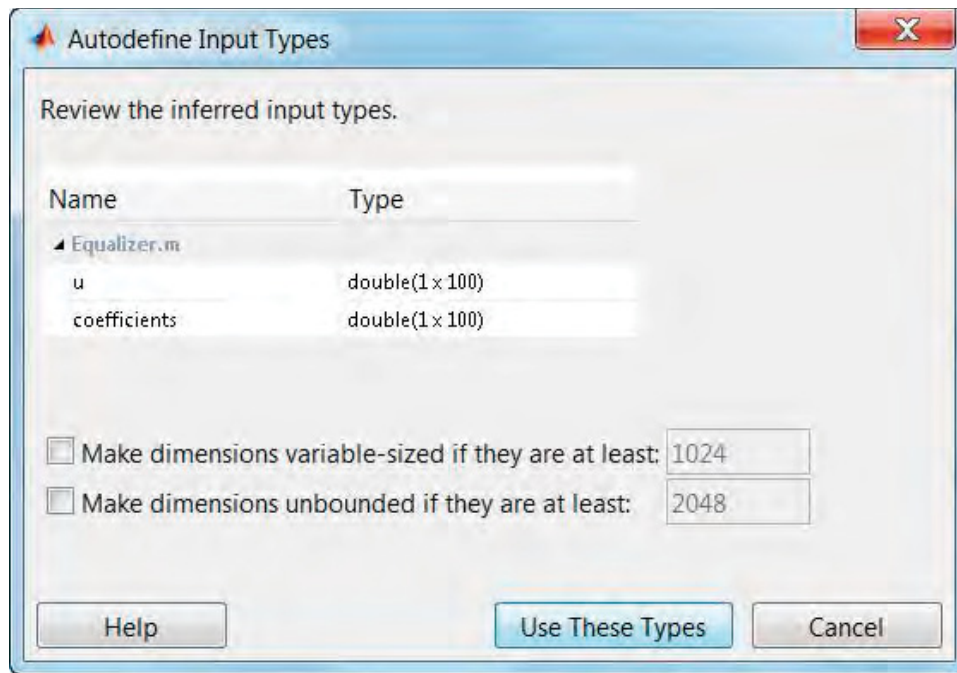 Autodefine Input Types
Review the inferred input types.
Name Type
Equalizer.m
u double(1 x 100)
coefficients double(1 x 100)
Make dimensions variable-sized if they are at least: 1024
Make dimensions unbounded if they are at least: 2048
Help Use These Types Cancel